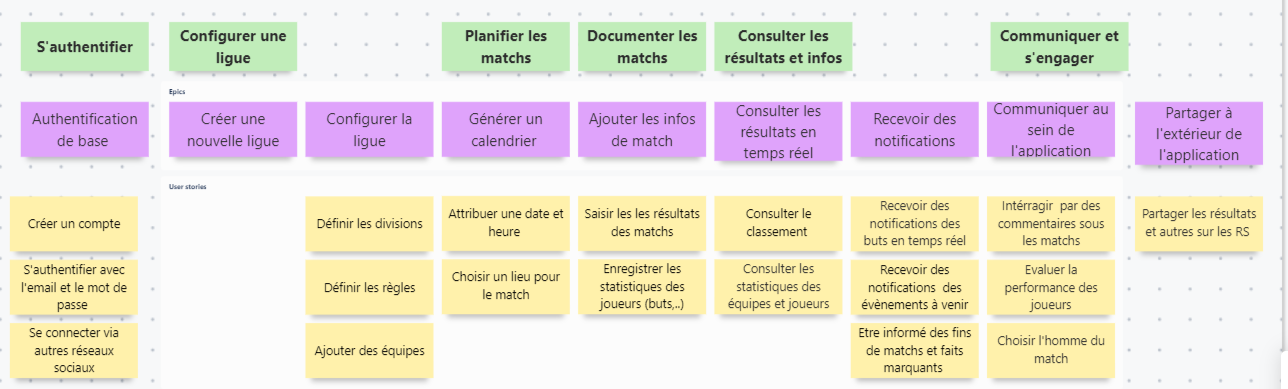 S'authentifier
Configurer une
ligue
Planifier les
matchs
Documenter les
matchs
Consulter les
résultats et infos
Communiquer et
s'engager
Epics
Authentification
de base
Créer une
nouvelle ligue
Configurer la
ligue
Générer un
calendrier
Ajouter les infos
de match
Consulter les
résultats en
temps réel
Recevoir des
notifications
Communiquer au
sein de
l'application
Partager à
l'extérieur de
l'application
User stories
Créer un compte
Définir les divisions
Attribuer une date et
heure
Saisir les les résultats
des matchs
Consulter le
classement
Recevoir des
notifications des
buts en temps réel
Intérragir par des
commentaires sous
les matchs
Partager les résultats
et autres sur les RS
S'authentifier avec
l'email et le mot de
passe
Définir les règles
Choisir un lieu pour
le match
Enregistrer les
statistiques des
joueurs (buts,..)
Consulter les
statistiques des
équipes et joueurs
Recevoir des
notifications des
évènements à venir
Evaluer la
performance des
joueurs
Se connecter via
autres réseaux
sociaux
Ajouter des équipes
Etre informé des fins
de matchs et faits
marquants
Choisir l'homme du
match